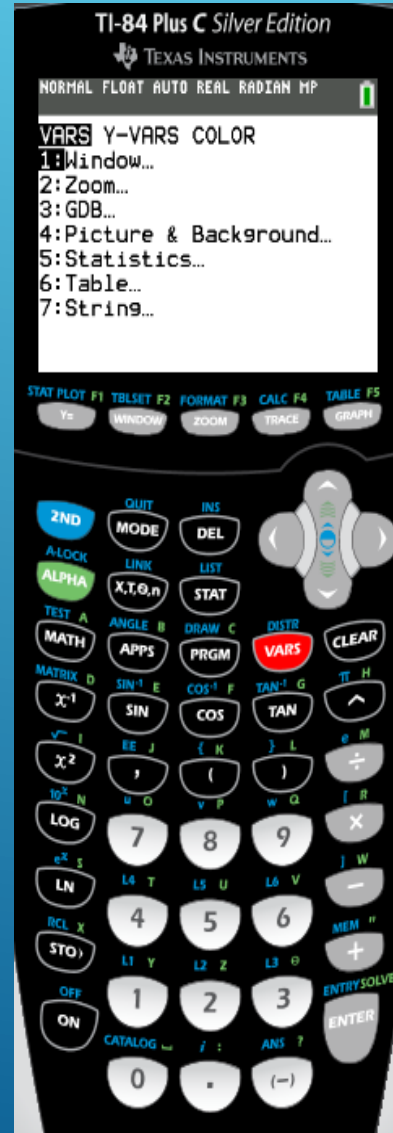 TI-84 Plus C Silver Edition
TEXAS INSTRUMENTS
NORMAL FLOAT AUTO REAL RADIAN MP
VARS Y-VARS COLOR
1:Window…
2:Zoom…
3:GDB…
4:Picture & Background…
5:Statistics…
6:Table…
7:String…
STAT PLOT F1 TBLSET F2 FORMAT F3 CALC F4 TABLE F5
Y= WINDOW ZOOM TRACE GRAPH
QUIT INS
2ND MODE DEL
A-LOCK LINK LIST
ALPHA X,T,Θ,n STAT
TEST A ANGLE B DRAW C DISTR
MATH APPS PRGM VARS CLEAR
MATRIX D SIN⁻¹ E COS⁻¹ F TAN⁻¹ G π H
x⁻¹ SIN COS TAN ^
√ I EE J { K } L e M
x² , ( ) ÷
10ˣ N u O v P w Q [ R
LOG 7 8 9 ×
eˣ S L4 T L5 U L6 V ] W
LN 4 5 6 −
RCL X L1 Y L2 Z L3 θ MEM "
STO› 1 2 3 +
OFF CATALOG ⎵ i : ANS ? ENTRY SOLVE
ON 0 . (−) ENTER